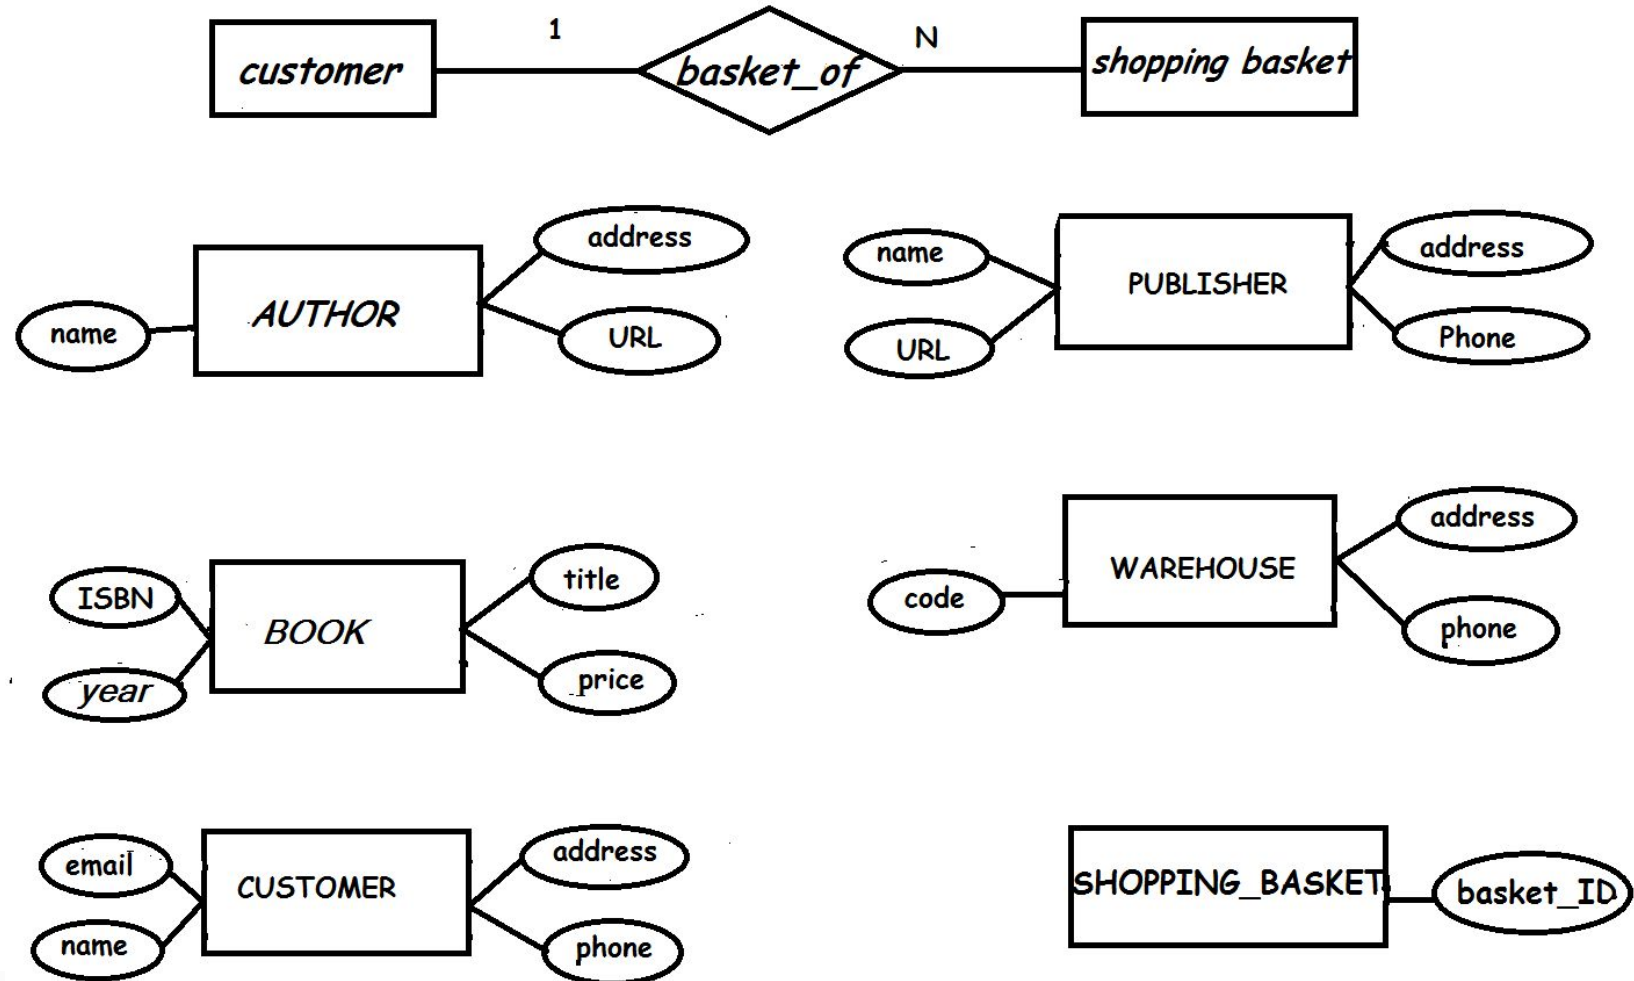 customer
1
basket_of
N
shopping basket
name
AUTHOR
address
URL
name
URL
PUBLISHER
address
Phone
ISBN
year
BOOK
title
price
code
WAREHOUSE
address
phone
email
name
CUSTOMER
address
phone
SHOPPING_BASKET
basket_ID